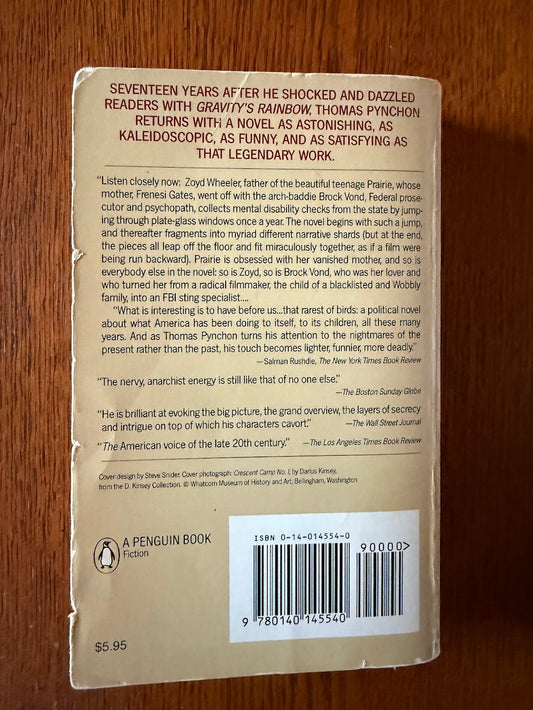 SEVENTEEN YEARS AFTER HE SHOCKED AND DAZZLED
READERS WITH GRAVITY'S RAINBOW, THOMAS PYNCHON
RETURNS WITH A NOVEL AS ASTONISHING, AS
KALEIDOSCOPIC, AS FUNNY, AND AS SATISFYING AS
THAT LEGENDARY WORK.
"Listen closely now: Zoyd Wheeler, father of the beautiful teenage Prairie, whose
mother, Frenesi Gates, went off with the arch-baddie Brock Vond, Federal prose-
cutor and psychopath, collects mental disability checks from the state by jump-
ing through plate-glass windows once a year. The novel begins with such a jump,
and thereafter fragments into myriad different narrative shards (but at the end,
the pieces all leap off the floor and fit miraculously together, as if a film were
being run backward). Prairie is obsessed with her vanished mother, and so is
everybody else in the novel: so is Zoyd, so is Brock Vond, who was her lover and
who turned her from a radical filmmaker, the child of a blacklisted and Wobbly
family, into an FBI sting specialist....
"What is interesting is to have before us...that rarest of birds: a political novel
about what America has been doing to itself, to its children, all these many
years. And as Thomas Pynchon turns his attention to the nightmares of the
present rather than the past, his touch becomes lighter, funnier, more deadly."
—Salman Rushdie, The New York Times Book Review
"The nervy, anarchist energy is still like that of no one else."
—The Boston Sunday Globe
"He is brilliant at evoking the big picture, the grand overview, the layers of secrecy
and intrigue on top of which his characters cavort." —The Wall Street Journal
"The American voice of the late 20th century." —The Los Angeles Times Book Review
Cover design by Steve Snider. Cover photograph: Crescent Camp No. 1, by Darius Kinsey,
from the D. Kinsey Collection. © Whatcom Museum of History and Art, Bellingham, Washington
A PENGUIN BOOK
Fiction
ISBN 0-14-014554-0
90000>
9 780140 145540
$5.95